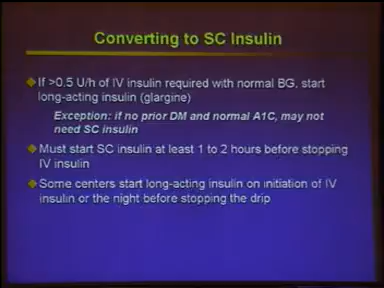 Converting to SC Insulin
If >0.5 U/h of IV insulin required with normal BG, start
long-acting insulin (glargine)
Exception: if no prior DM and normal A1C, may not
need SC insulin
Must start SC insulin at least 1 to 2 hours before stopping
IV insulin
Some centers start long-acting insulin on initiation of IV
insulin or the night before stopping the drip